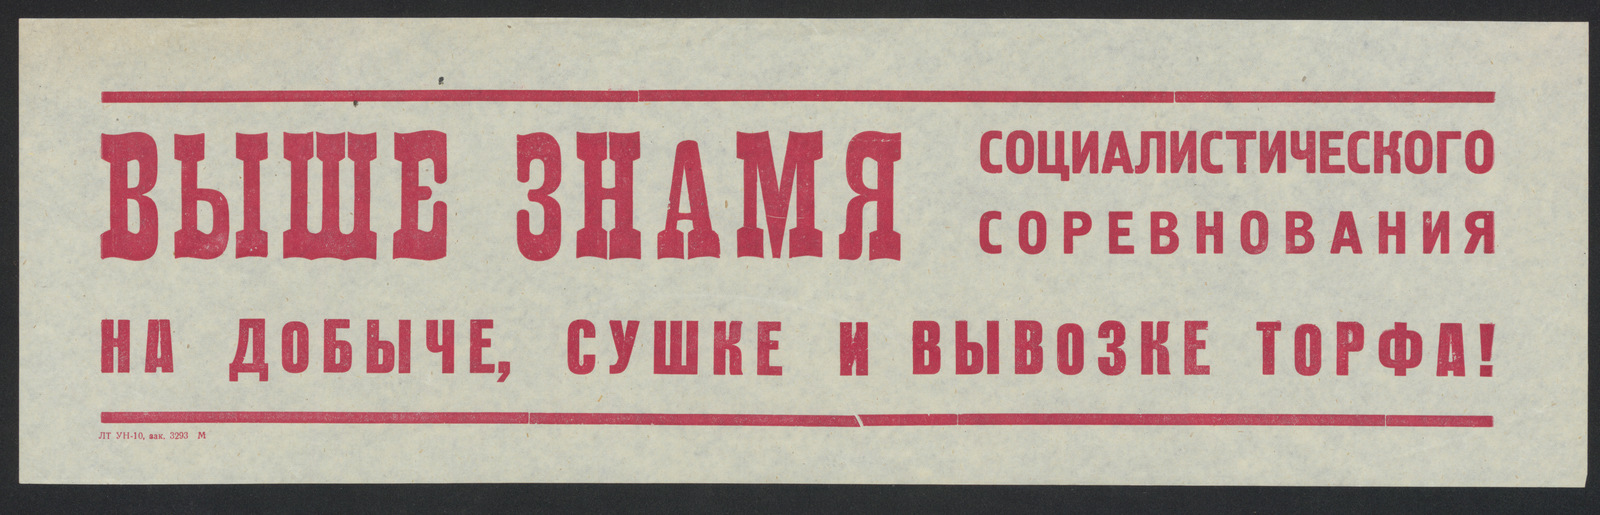 ВЫШЕ ЗНАМЯ СОЦИАЛИСТИЧЕСКОГО
СОРЕВНОВАНИЯ
НА ДОБЫЧЕ, СУШКЕ И ВЫВОЗКЕ ТОРФА!
ЛТ УН-10, зак. 3293 М